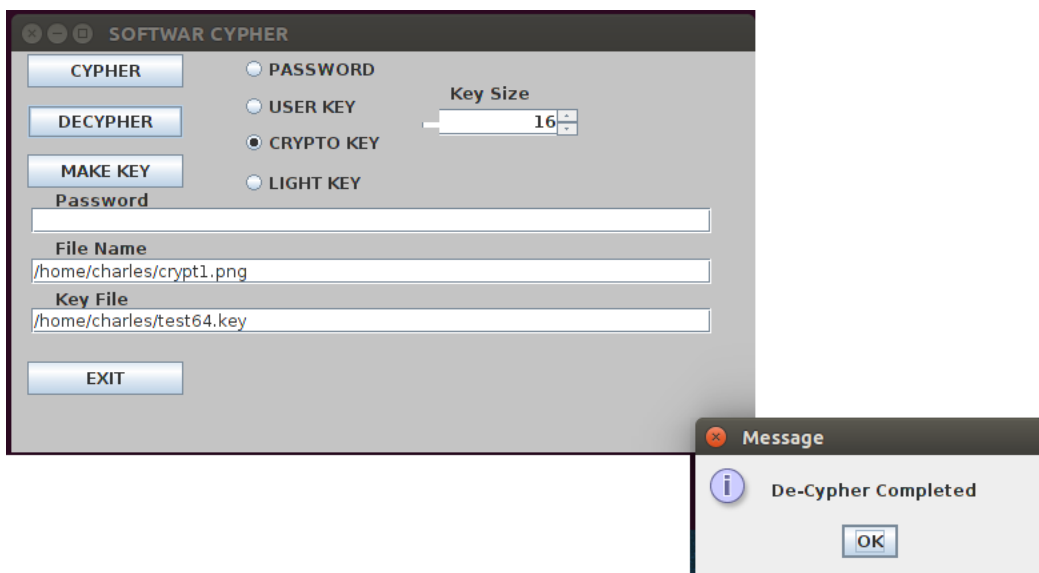 SOFTWAR CYPHER
CYPHER
PASSWORD
Key Size
USER KEY
DECYPHER
16
CRYPTO KEY
MAKE KEY
LIGHT KEY
Password
File Name
/home/charles/crypt1.png
Key File
/home/charles/test64.key
EXIT
Message
i
De-Cypher Completed
OK